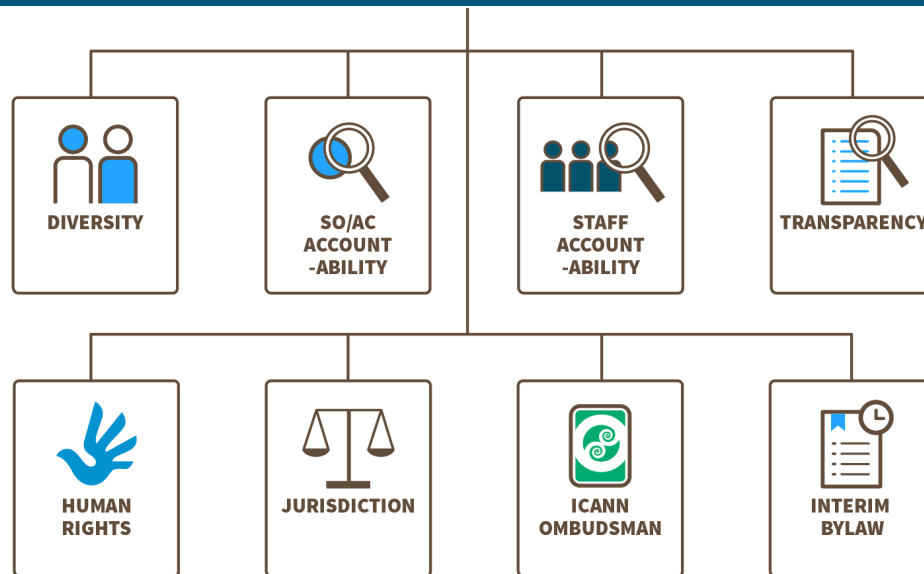 DIVERSITY
SO/AC
ACCOUNT
-ABILITY
STAFF
ACCOUNT
-ABILITY
TRANSPARENCY
HUMAN
RIGHTS
JURISDICTION
ICANN
OMBUDSMAN
INTERIM
BYLAW